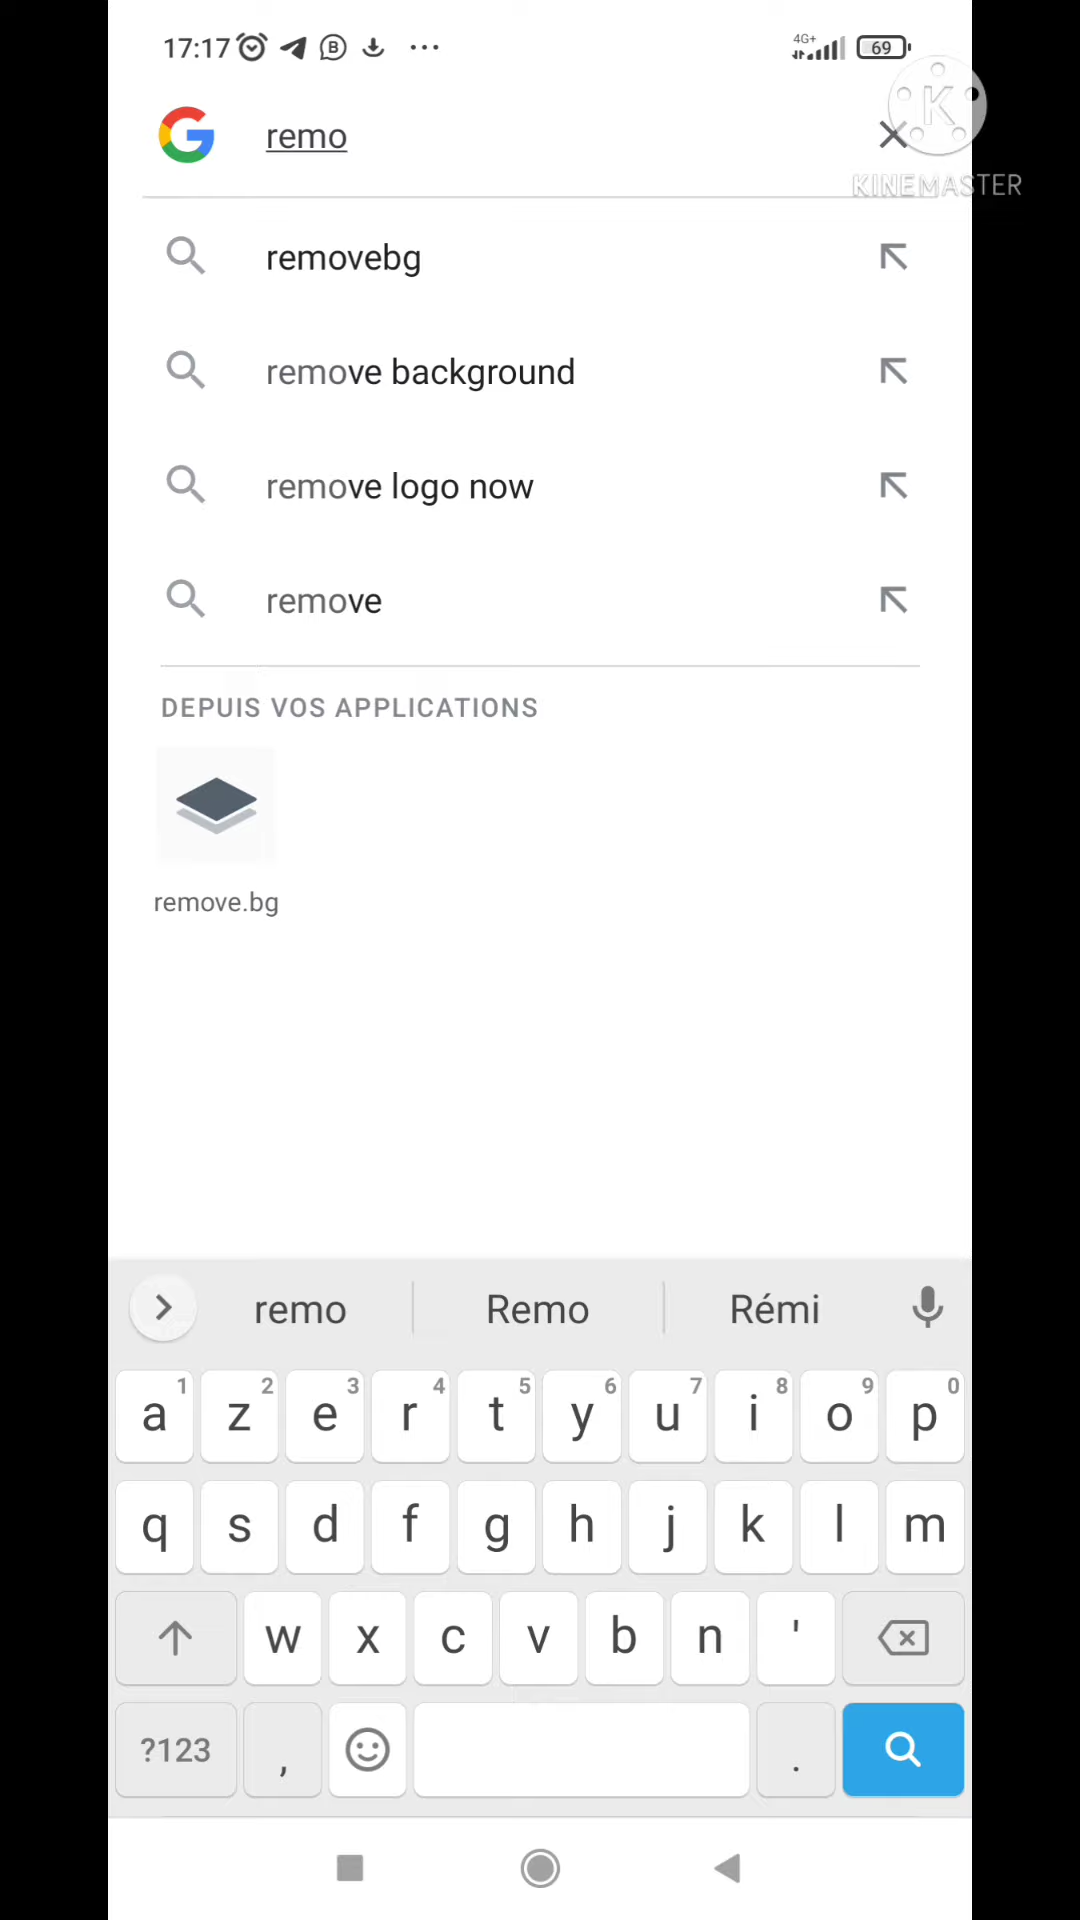 17:17 4G+ 69
remo
KINEMASTER
removebg
remove background
remove logo now
remove
DEPUIS VOS APPLICATIONS
remove.bg
remo Remo Rémi
a 1 z 2 e 3 r 4 t 5 y 6 u 7 i 8 o 9 p 0
q s d f g h j k l m
w x c v b n '
?123 , .